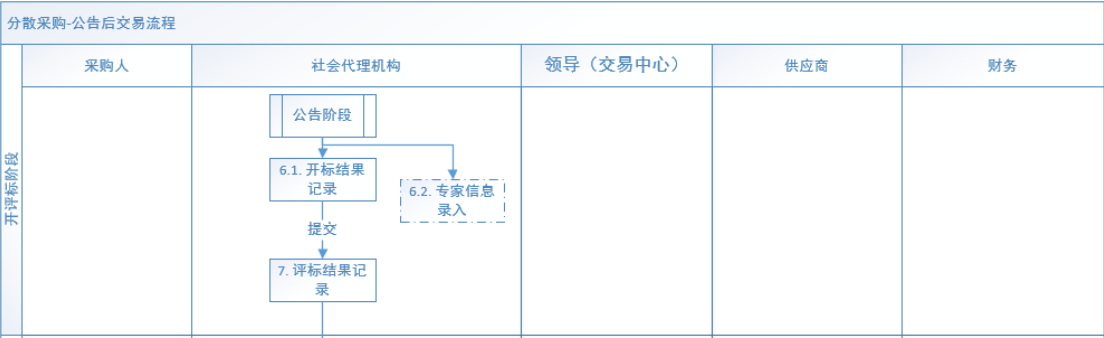 分散采购-公告后交易流程
采购人
社会代理机构
领导（交易中心）
供应商
财务
开评标阶段
公告阶段
6.1. 开标结果
记录
6.2. 专家信息
录入
提交
7. 评标结果记
录